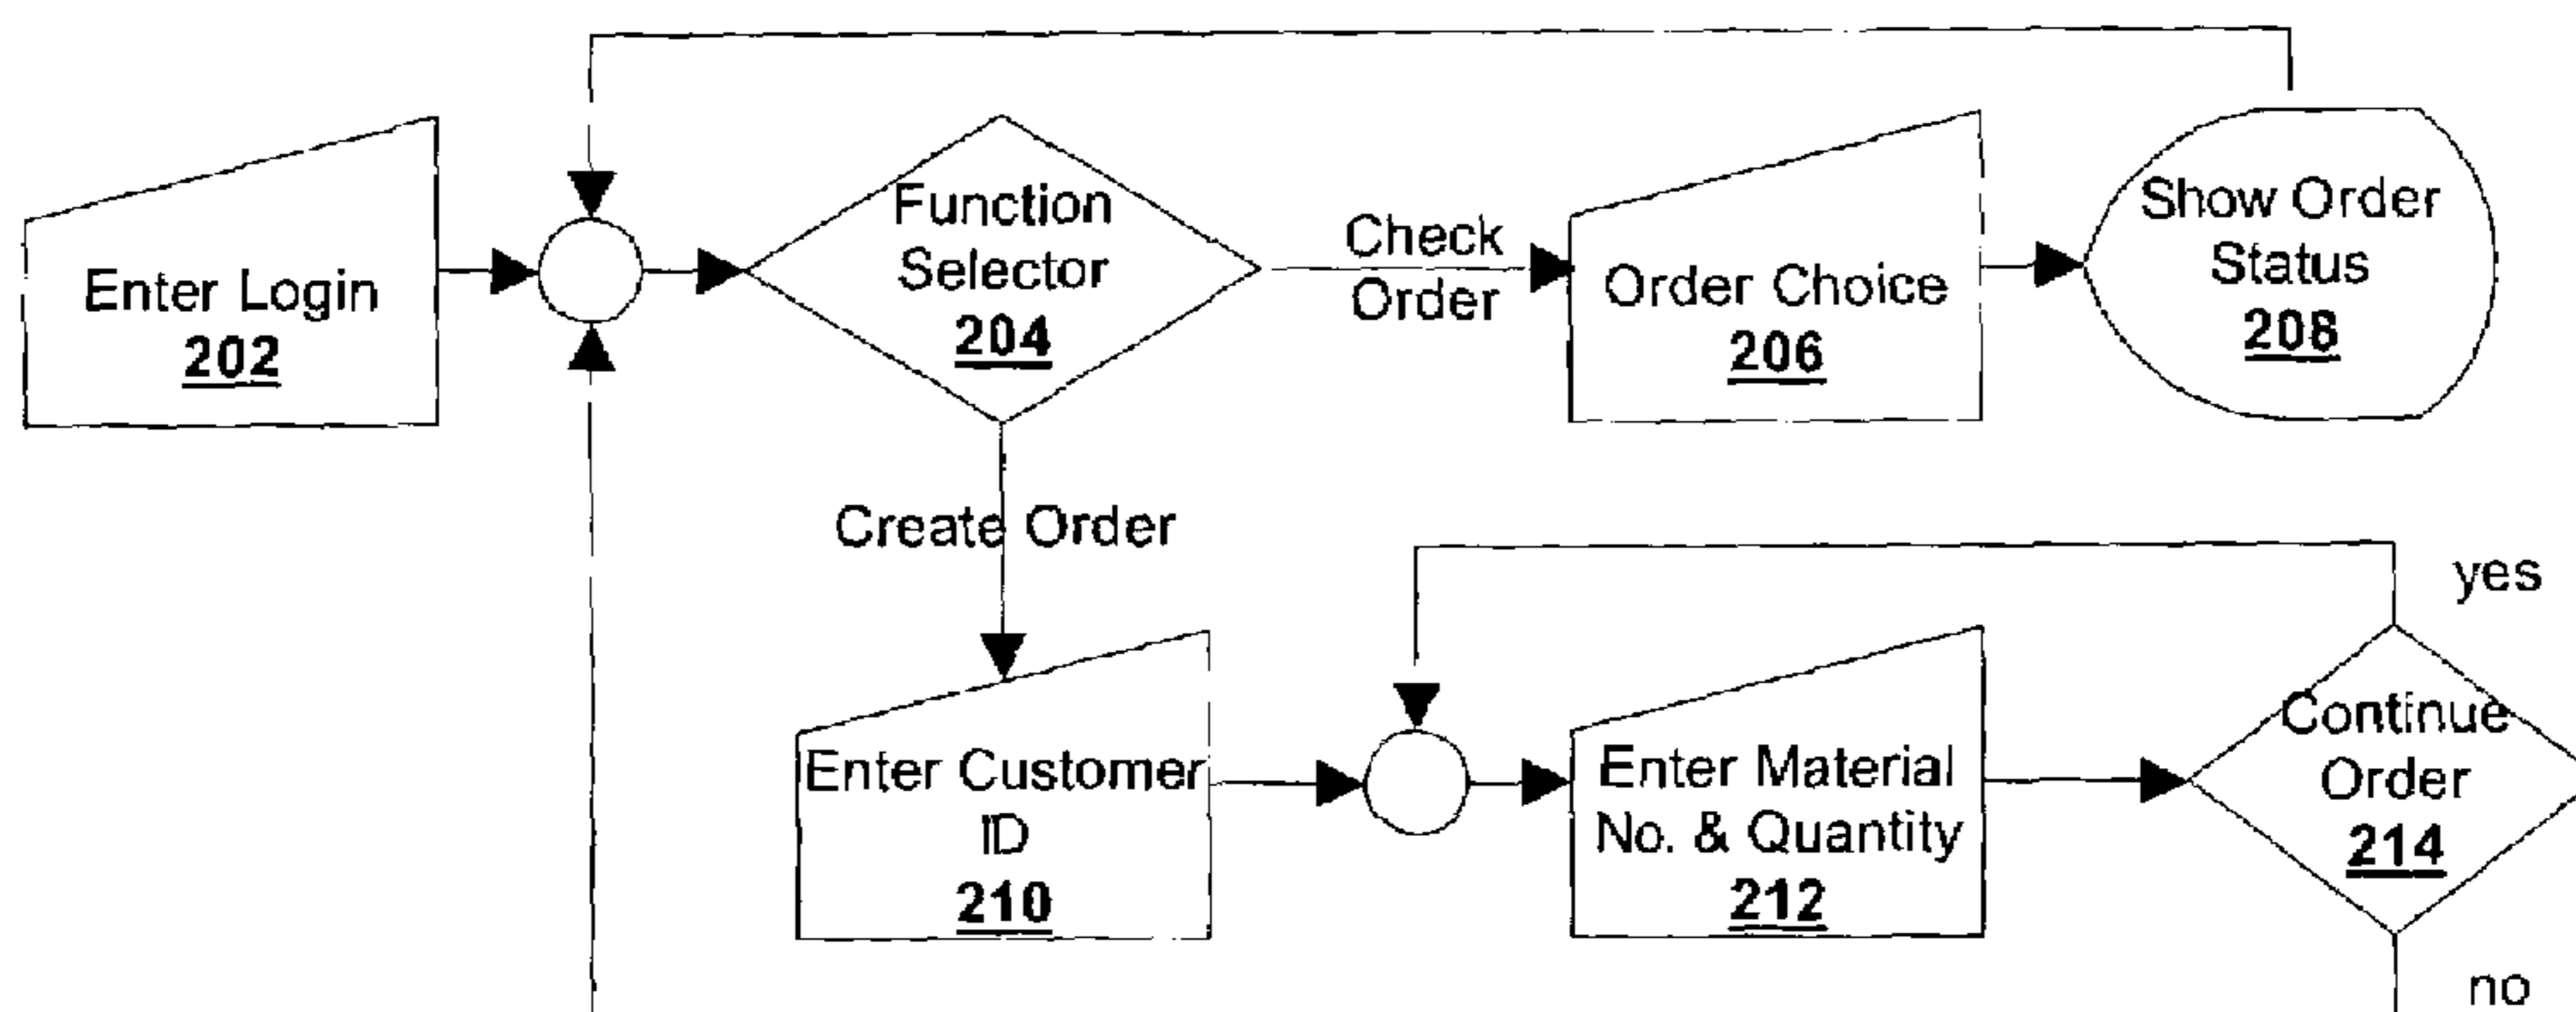 Enter Login
202
Function
Selector
204
Check
Order
Order Choice
206
Show Order
Status
208
Create Order
Enter Customer
ID
210
Enter Material
No. & Quantity
212
yes
Continue
Order
214
no